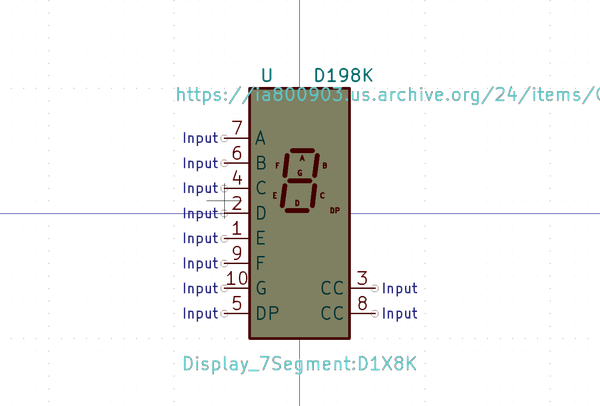 U D198K
https://ia800903.us.archive.org/24/items/
Input 7 A
Input 6 B
Input 4 C
Input 2 D
Input 1 E
Input 9 F
Input 10 G CC 3 Input
Input 5 DP CC 8 Input
A
F B
G
E C
D
DP
Display_7Segment:D1X8K